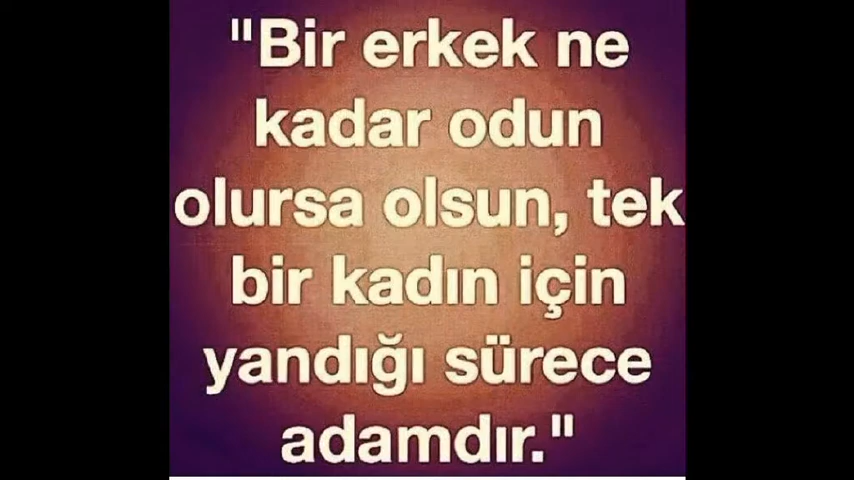 "Bir erkek ne
kadar odun
olursa olsun, tek
bir kadın için
yandığı sürece
adamdır."